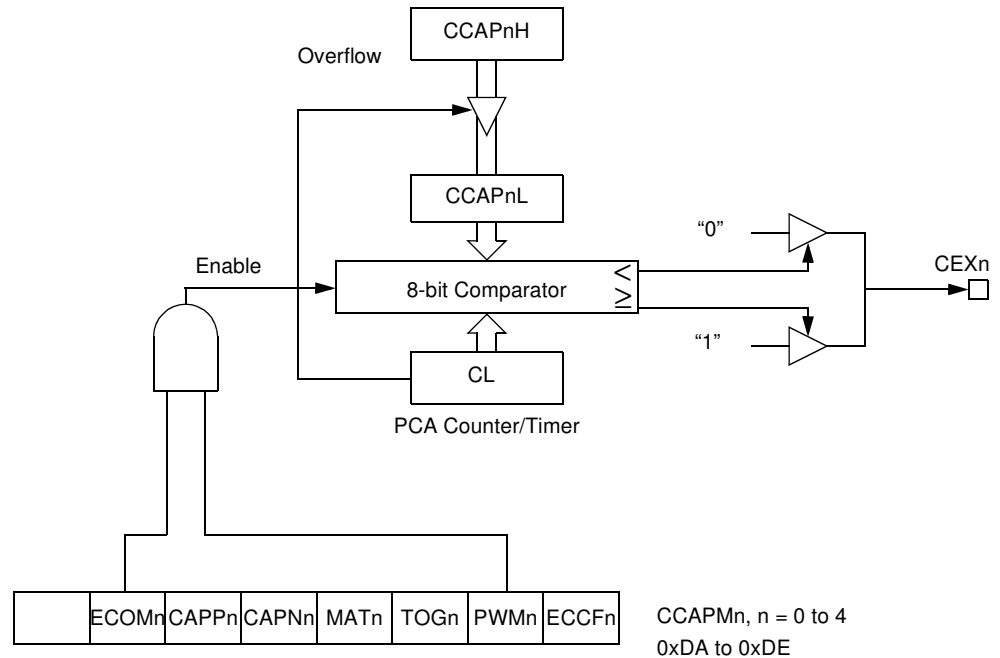 CCAPnH
Overflow
CCAPnL
“0”
Enable
<
CEXn
8-bit Comparator
≥
“1”
CL
PCA Counter/Timer
ECOMn CAPPn CAPNn MATn TOGn PWMn ECCFn
CCAPMn, n = 0 to 4
0xDA to 0xDE